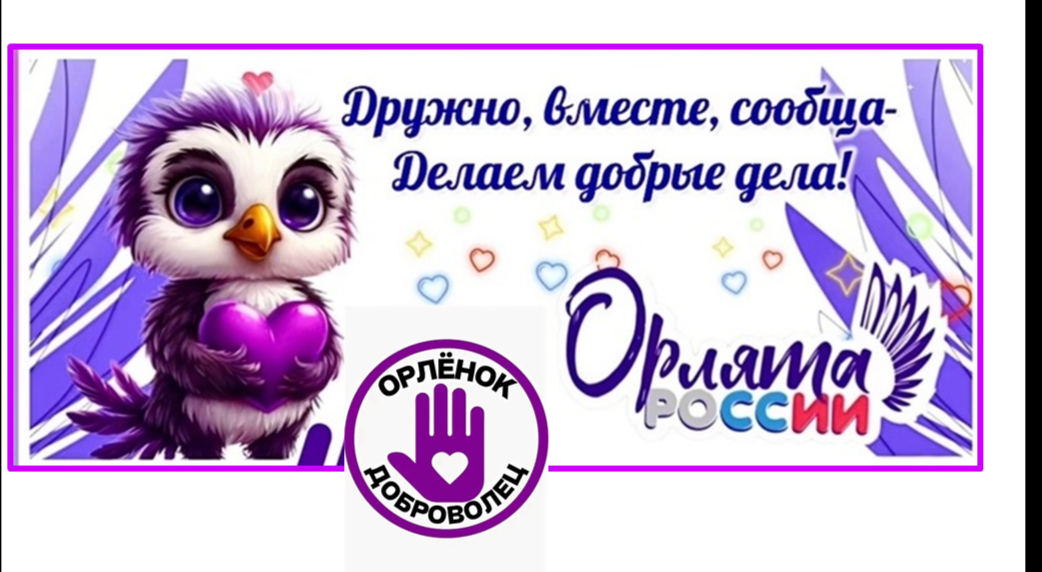 Дружно, вместе, сообща-
Делаем добрые дела!
Орлята
РОССИИ
ОРЛЁНОК
ДОБРОВОЛЕЦ